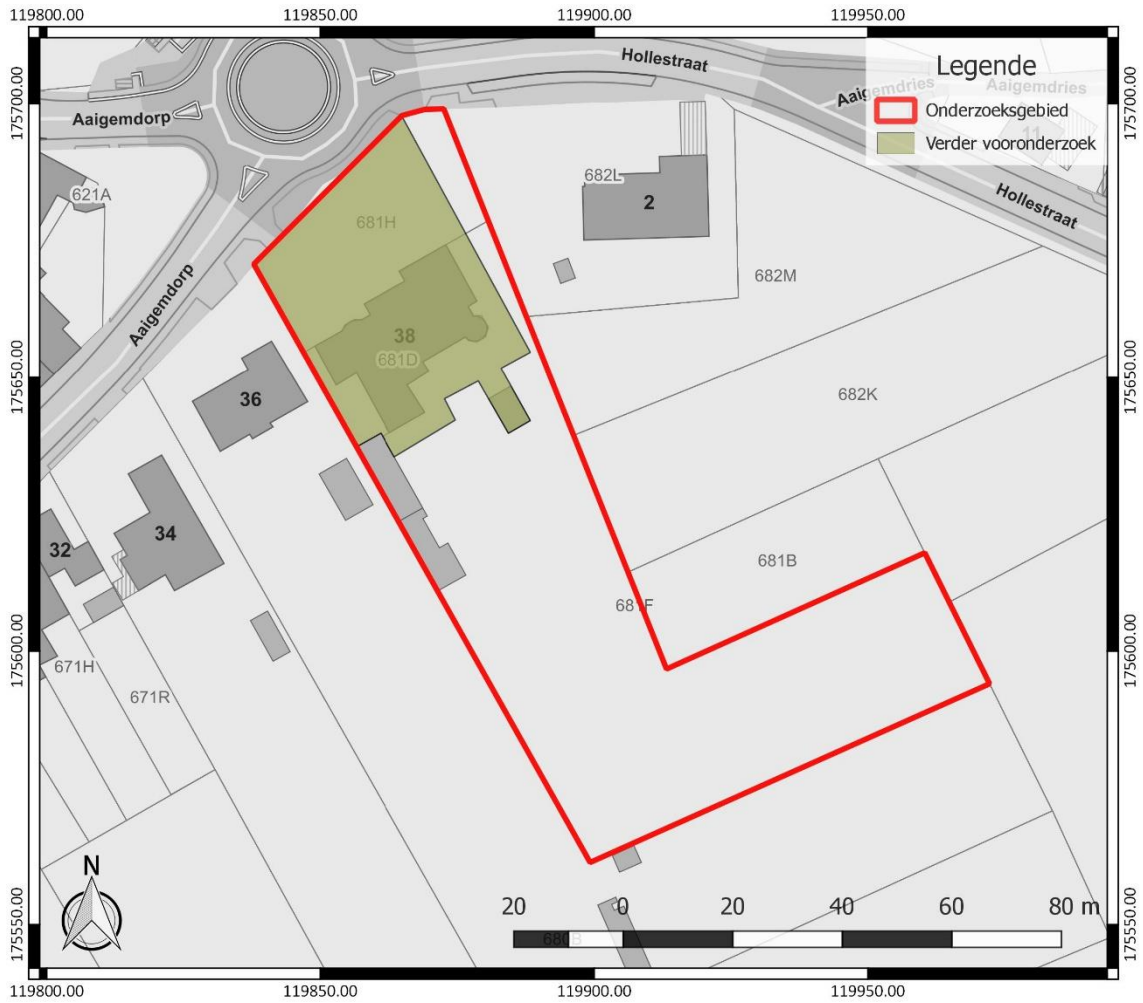 119800.00
119850.00
119900.00
119950.00
Hollestraat
Legende
Aaigemdries
Aaigemdries
Onderzoeksgebied
Verder vooronderzoek
11
175700.00
175700.00
Aaigemdorp
621A
682L
2
Hollestraat
681H
Aaigemdorp
682M
38
681D
175650.00
175650.00
36
682K
34
32
681B
681F
175600.00
175600.00
671H
671R
N
20 0 20 40 60 80 m
175550.00
175550.00
680B
119800.00
119850.00
119900.00
119950.00